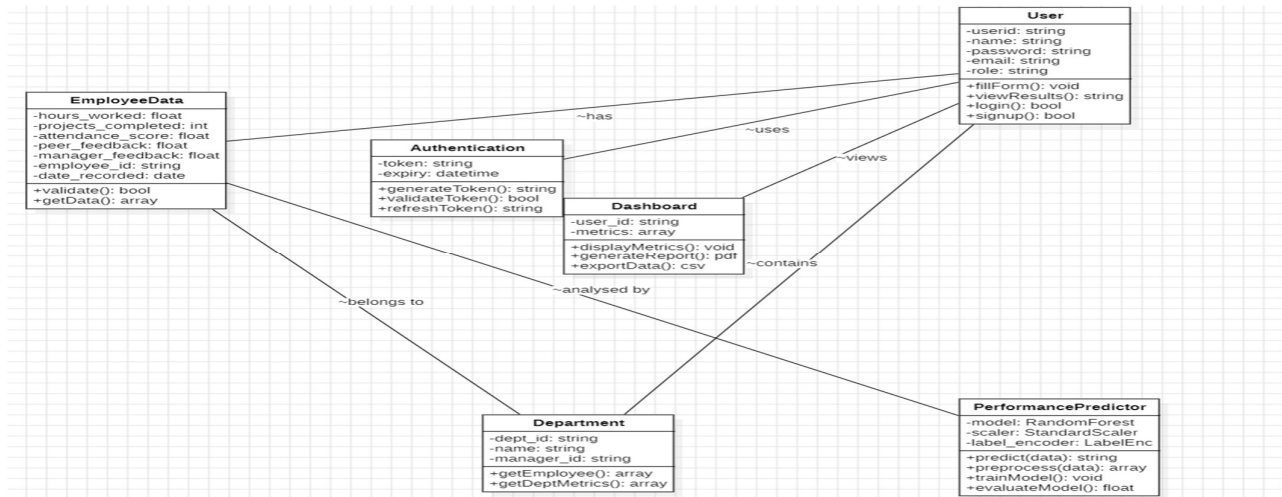 User
-userid: string
-name: string
-password: string
-email: string
-role: string
+fillForm(): void
+viewResults(): string
+login(): bool
+signup(): bool
EmployeeData
-hours_worked: float
-projects_completed: int
-attendance_score: float
-peer_feedback: float
-manager_feedback: float
-employee_id: string
-date_recorded: date
+validate(): bool
+getData(): array
~has
~uses
~views
Authentication
-token: string
-expiry: datetime
+generateToken(): string
+validateToken(): bool
+refreshToken(): string
Dashboard
-user_id: string
-metrics: array
+displayMetrics(): void
+generateReport(): pdf
+exportData(): csv
~contains
~analysed by
~belongs to
Department
-dept_id: string
-name: string
-manager_id: string
+getEmployee(): array
+getDeptMetrics(): array
PerformancePredictor
-model: RandomForest
-scaler: StandardScaler
-label_encoder: LabelEnc
+predict(data): string
+preprocess(data): array
+trainModel(): void
+evaluateModel(): float